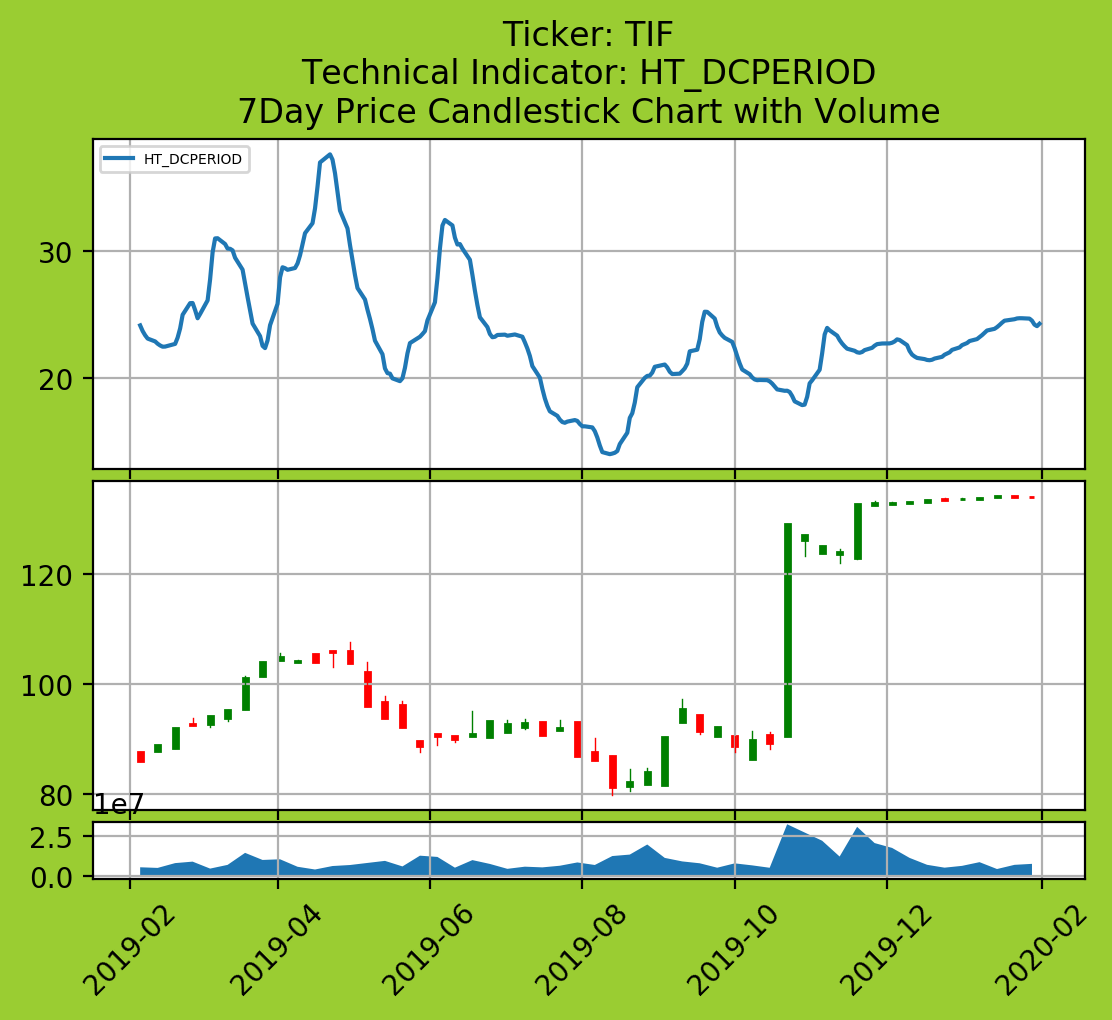 Ticker: TIF
Technical Indicator: HT_DCPERIOD
7Day Price Candlestick Chart with Volume
HT_DCPERIOD
30
20
120
100
80
1e7
2.5
0.0
2019-02
2019-04
2019-06
2019-08
2019-10
2019-12
2020-02